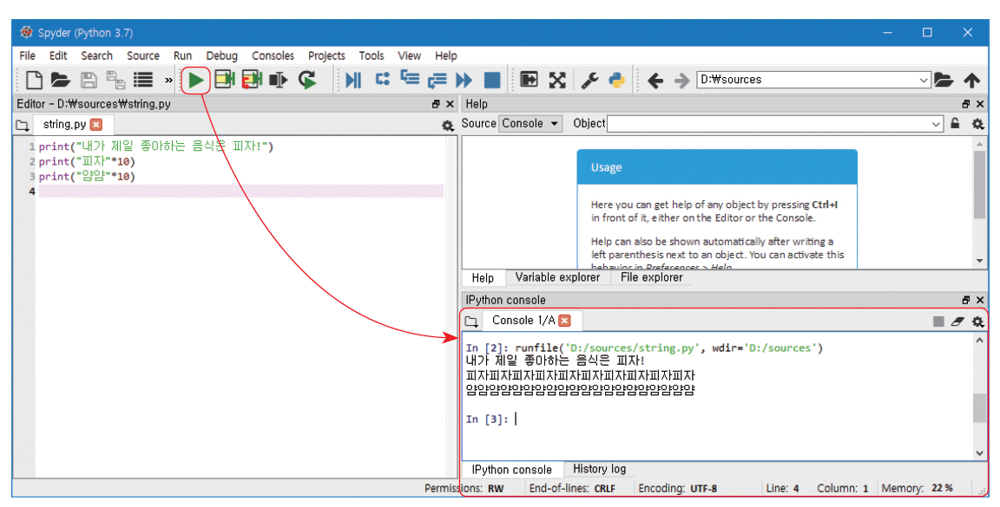 Spyder (Python 3.7)
File Edit Search Source Run Debug Consoles Projects Tools View Help
D:₩sources
Editor - D:₩sources₩string.py
string.py
1 print("내가 제일 좋아하는 음식은 피자!")
2 print("피자"*10)
3 print("얌얌"*10)
4
Help
Source Console Object
Usage
Here you can get help of any object by pressing Ctrl+I
in front of it, either on the Editor or the Console.
Help can also be shown automatically after writing a
left parenthesis next to an object. You can activate this
behavior in Preferences > Help.
Help Variable explorer File explorer
IPython console
Console 1/A
In [2]: runfile('D:/sources/string.py', wdir='D:/sources')
내가 제일 좋아하는 음식은 피자!
피자피자피자피자피자피자피자피자피자피자
얌얌얌얌얌얌얌얌얌얌얌얌얌얌얌얌얌얌얌얌
In [3]:
IPython console History log
Permissions: RW End-of-lines: CRLF Encoding: UTF-8 Line: 4 Column: 1 Memory: 22 %